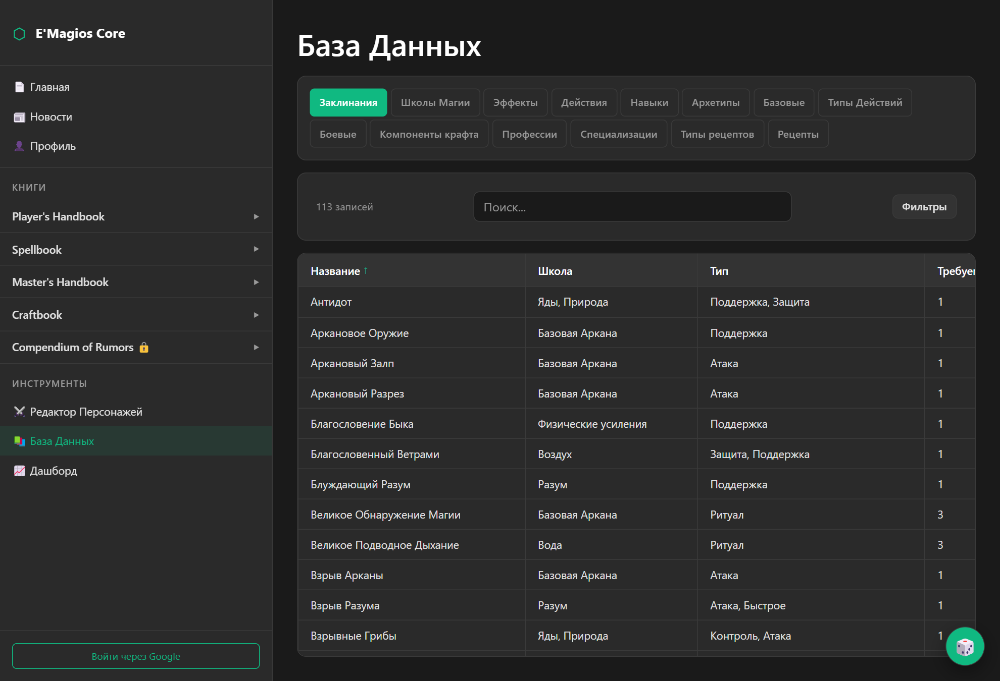 E'Magios Core
Главная
Новости
Профиль
КНИГИ
Player's Handbook
Spellbook
Master's Handbook
Craftbook
Compendium of Rumors
ИНСТРУМЕНТЫ
Редактор Персонажей
База Данных
Дашборд
Войти через Google
База Данных
Заклинания Школы Магии Эффекты Действия Навыки Архетипы Базовые Типы Действий
Боевые Компоненты крафта Профессии Специализации Типы рецептов Рецепты
113 записей Поиск... Фильтры
Название ↑ Школа Тип
Антидот Яды, Природа Поддержка, Защита 1
Аркановое Оружие Базовая Аркана Поддержка 1
Аркановый Залп Базовая Аркана Атака 1
Аркановый Разрез Базовая Аркана Атака 1
Благословение Быка Физические усиления Поддержка 1
Благословенный Ветрами Воздух Защита, Поддержка 1
Блуждающий Разум Разум Поддержка 1
Великое Обнаружение Магии Базовая Аркана Ритуал 3
Великое Подводное Дыхание Вода Ритуал 3
Взрыв Арканы Базовая Аркана Атака 1
Взрыв Разума Разум Атака, Быстрое 1
Взрывные Грибы Яды, Природа Контроль, Атака 1